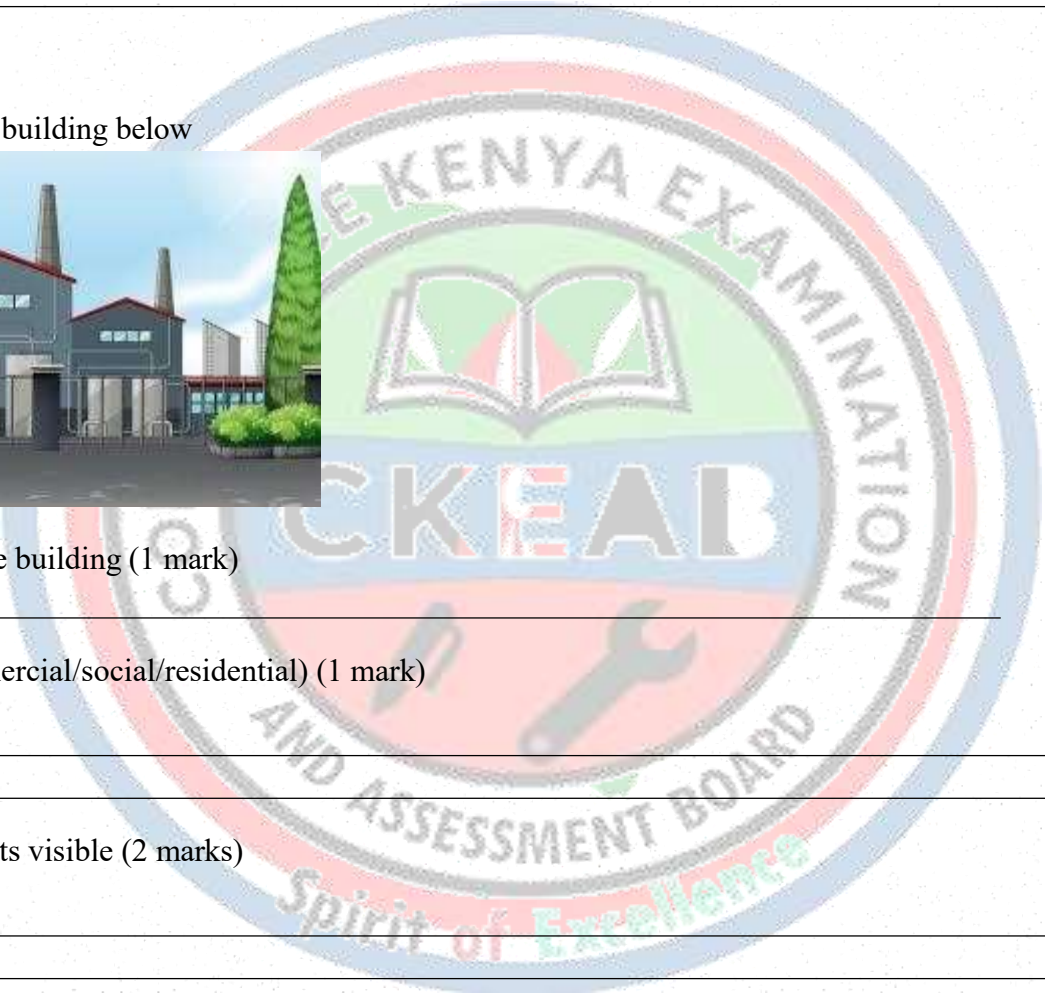 building below
E KENYA EXAMINATION
CKEAB
e building (1 mark)
ercial/social/residential) (1 mark)
AND ASSESSMENT BOARD
ts visible (2 marks)
Spirit of Excellence